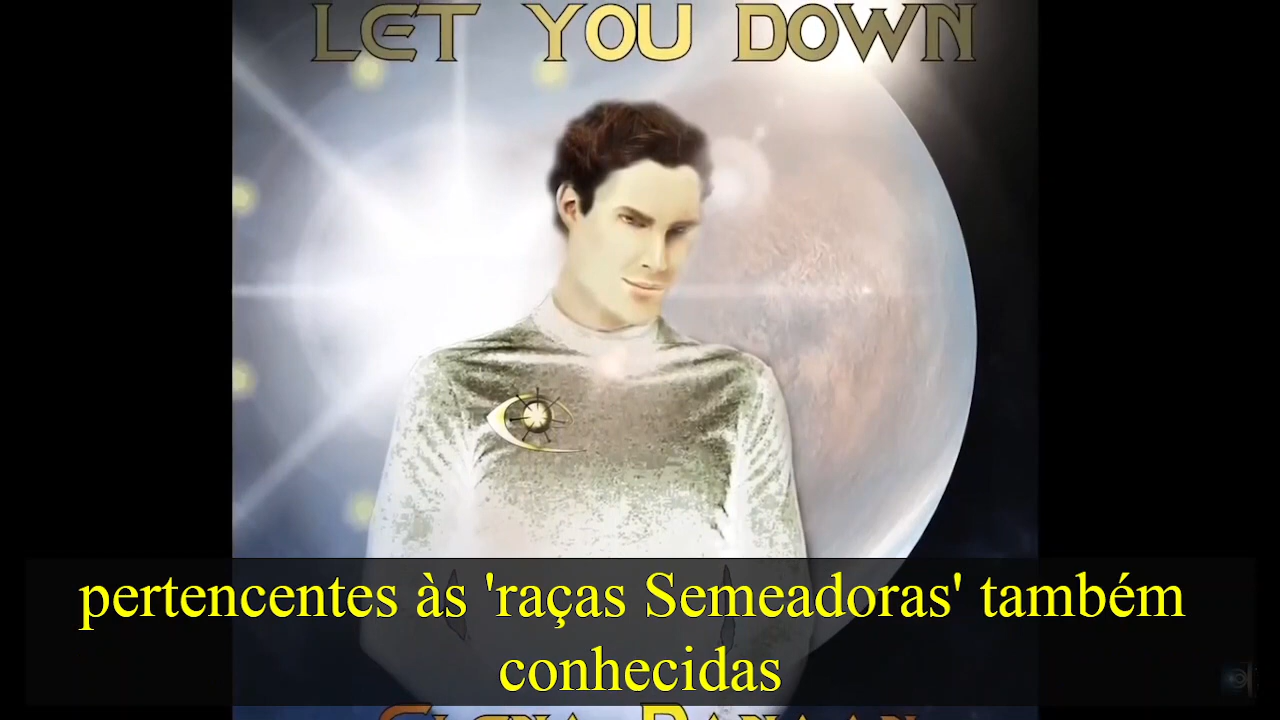 LET YOU DOWN
pertencentes às 'raças Semeadoras' também
conhecidas